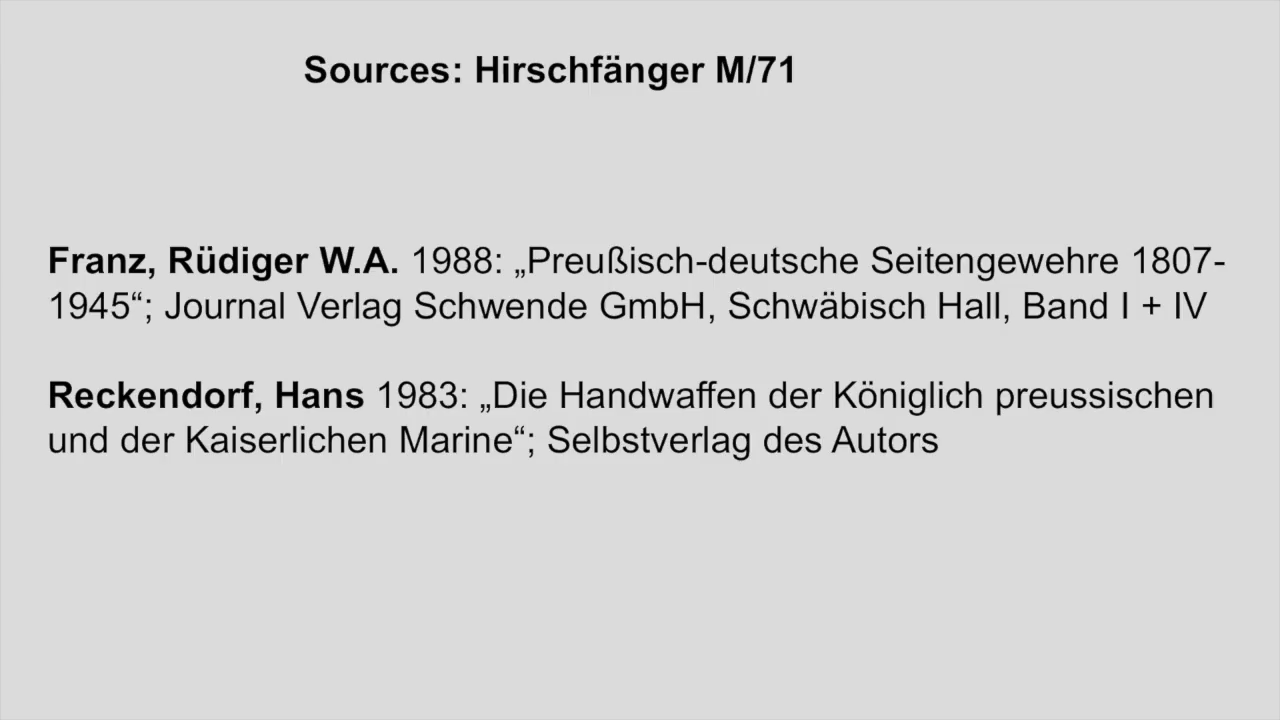 Sources: Hirschfänger M/71
Franz, Rüdiger W.A. 1988: „Preußisch-deutsche Seitengewehre 1807-
1945“; Journal Verlag Schwende GmbH, Schwäbisch Hall, Band I + IV
Reckendorf, Hans 1983: „Die Handwaffen der Königlich preussischen
und der Kaiserlichen Marine“; Selbstverlag des Autors